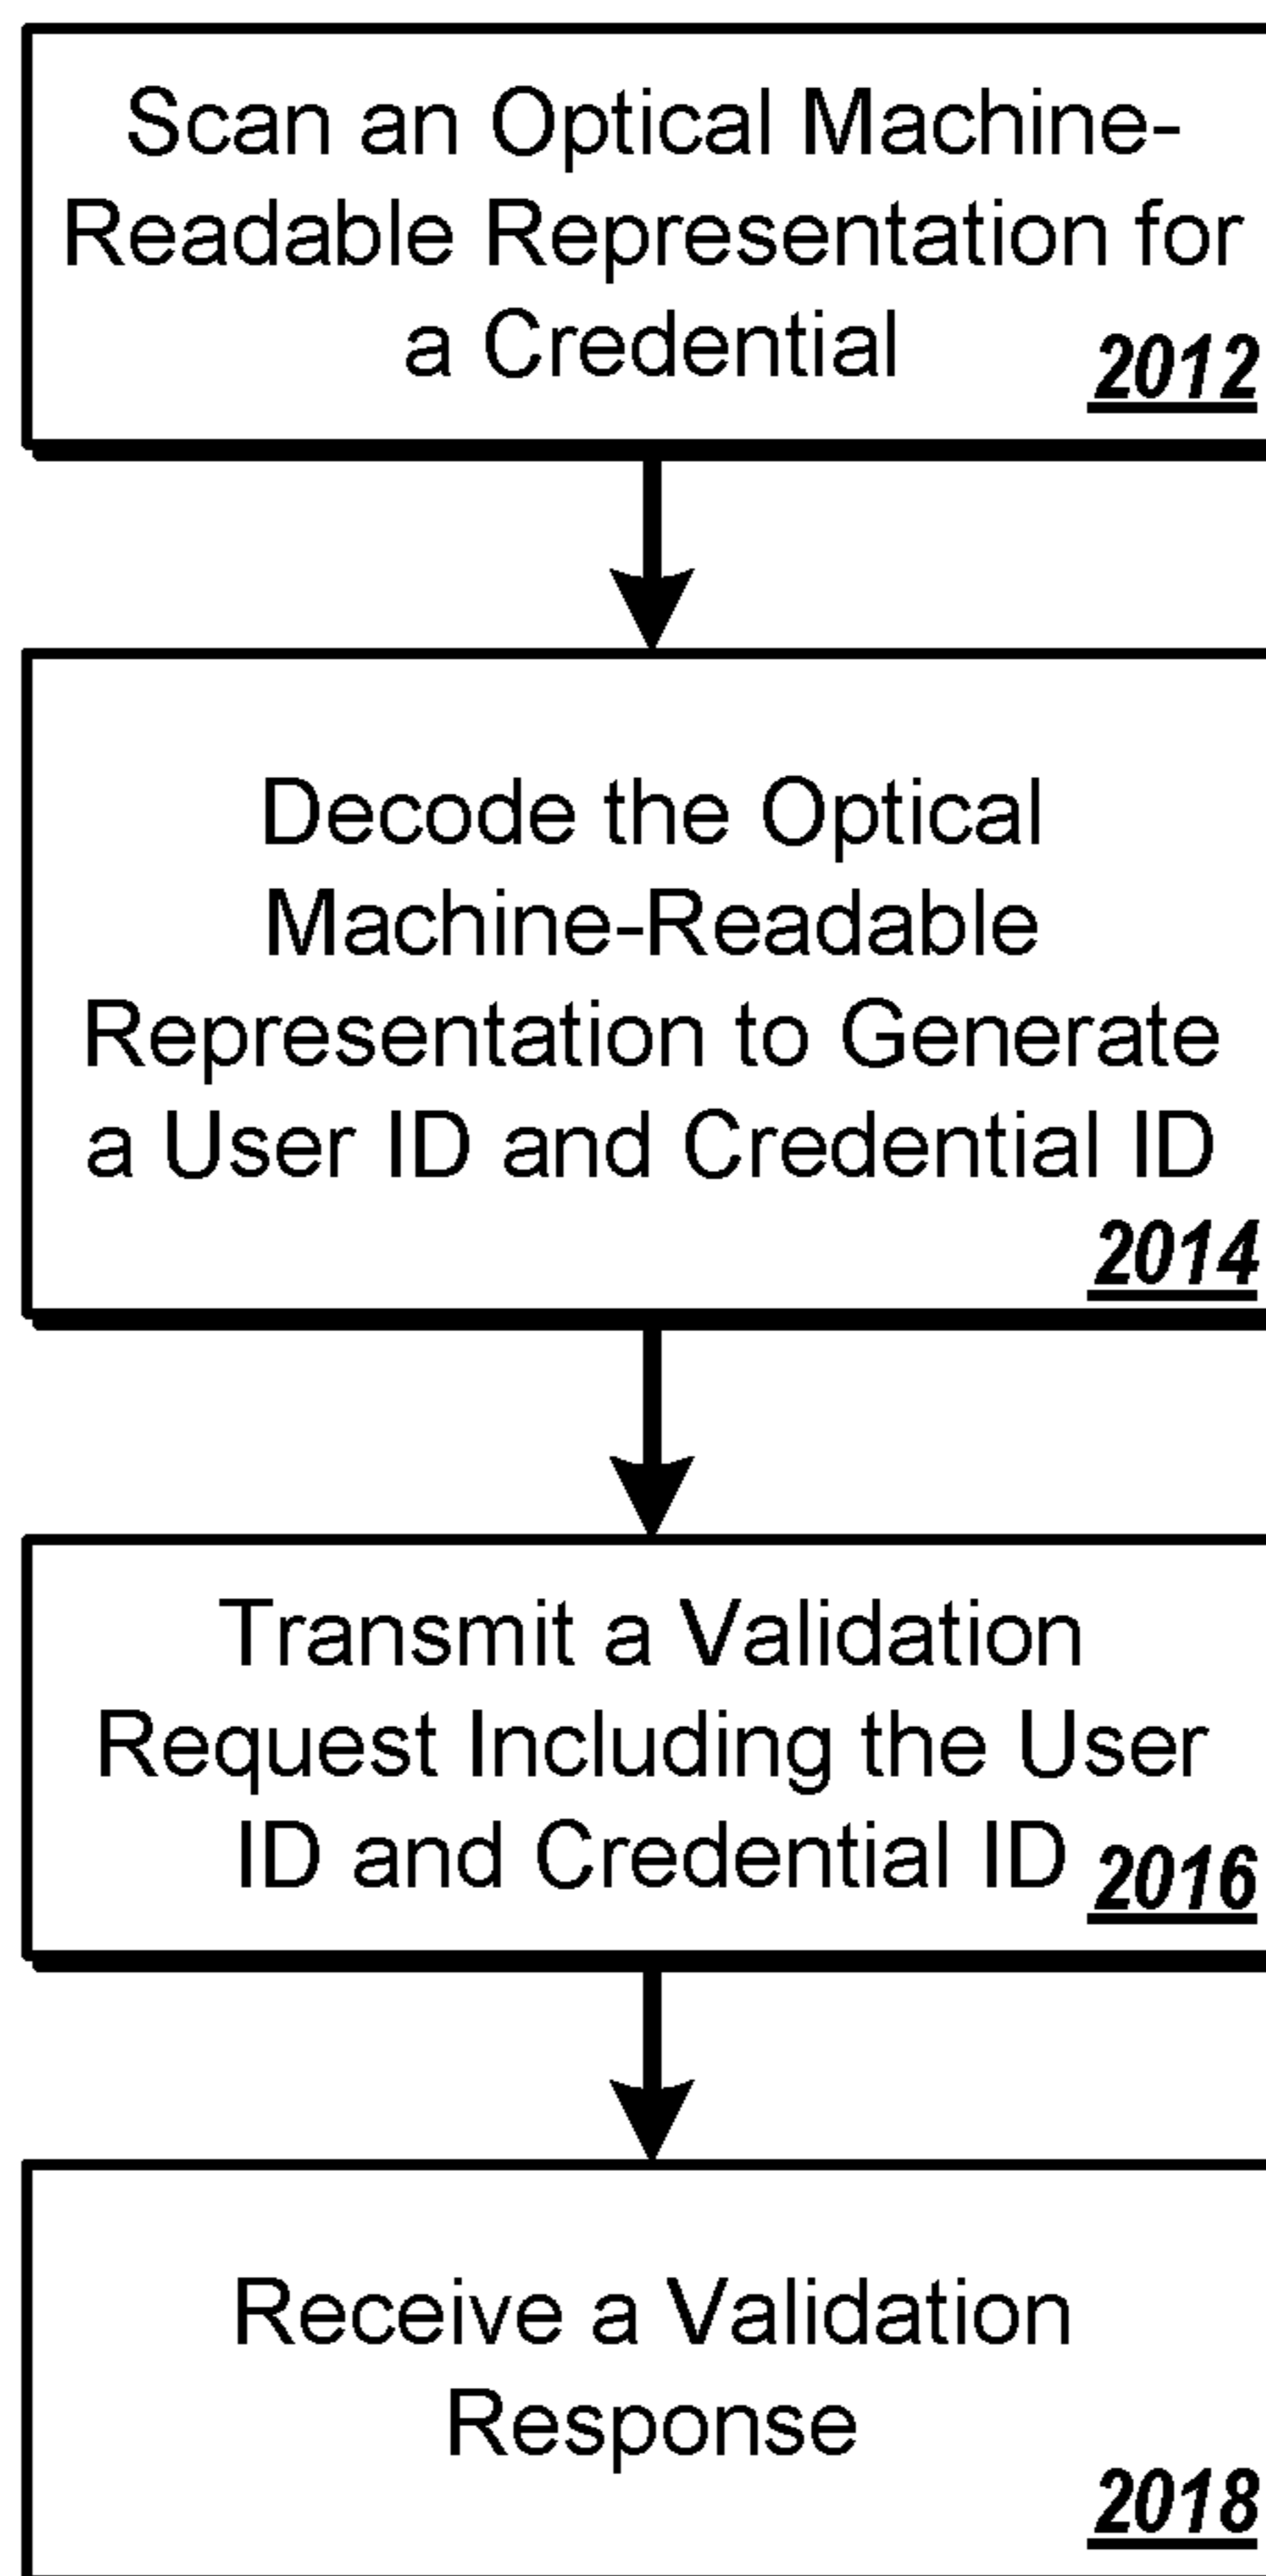 Scan an Optical Machine-
Readable Representation for
a Credential
2012
Decode the Optical
Machine-Readable
Representation to Generate
a User ID and Credential ID
2014
Transmit a Validation
Request Including the User
ID and Credential ID
2016
Receive a Validation
Response
2018